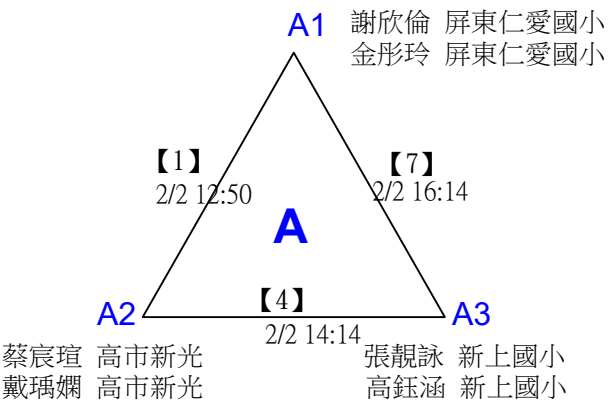 A1
謝欣倫 屏東仁愛國小
金彤玲 屏東仁愛國小
【1】
2/2 12:50
【7】
2/2 16:14
A
【4】
2/2 14:14
A2
A3
蔡宸瑄 高市新光
戴瑀嫻 高市新光
張靚詠 新上國小
高鈺涵 新上國小